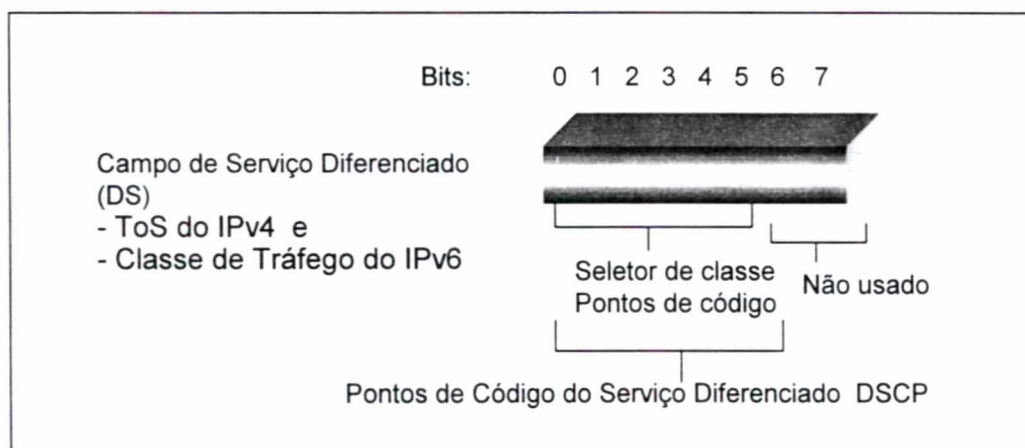 Bits: 0 1 2 3 4 5 6 7
Campo de Serviço Diferenciado
(DS)
- ToS do IPv4 e
- Classe de Tráfego do IPv6
Seletor de classe
Pontos de código
Não usado
Pontos de Código do Serviço Diferenciado DSCP